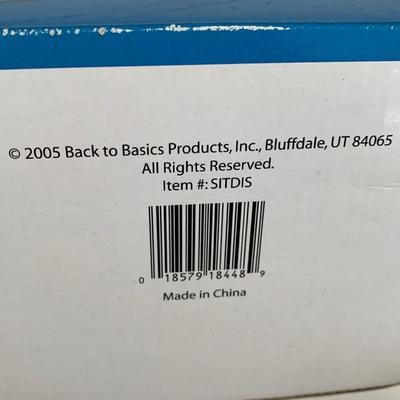 © 2005 Back to Basics Products, Inc., Bluffdale, UT 84065
All Rights Reserved.
Item #: SITDIS
0 18579 18448 9
Made in China